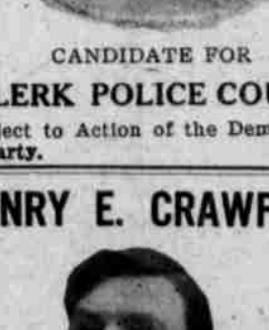 CANDIDATE FOR
LERK POLICE COU
ject to Action of the Dem
arty.
NRY E. CRAWF